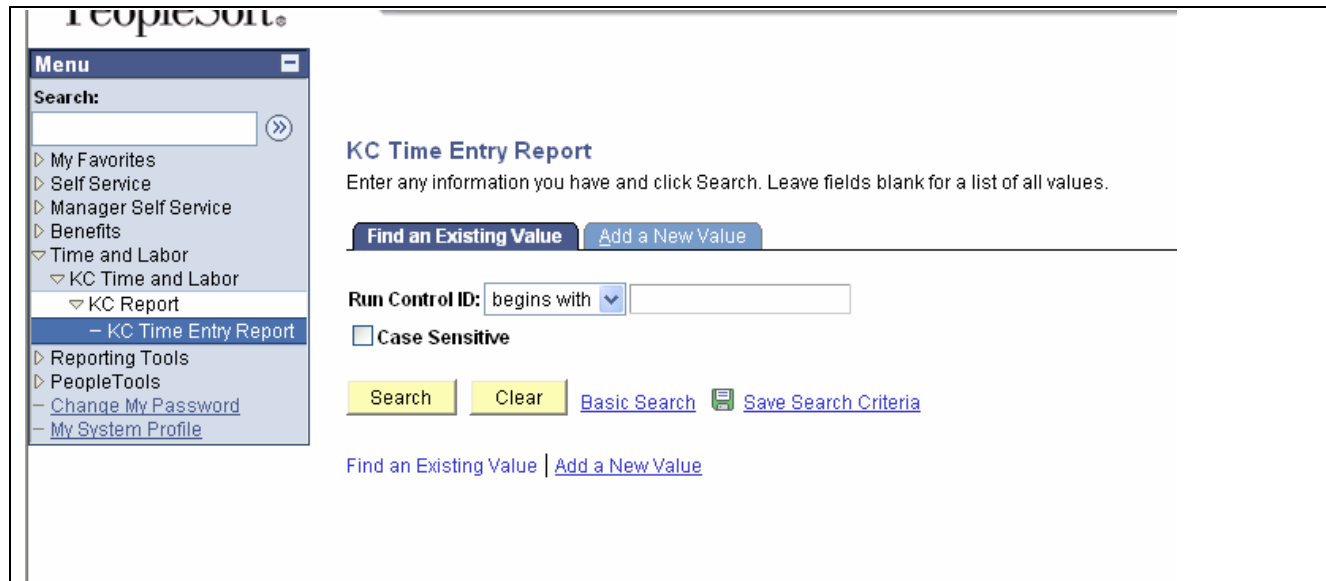 PeopleSoft®
Menu
Search:
My Favorites
Self Service
Manager Self Service
Benefits
Time and Labor
KC Time and Labor
KC Report
KC Time Entry Report
Reporting Tools
PeopleTools
Change My Password
My System Profile
KC Time Entry Report
Enter any information you have and click Search. Leave fields blank for a list of all values.
Find an Existing Value Add a New Value
Run Control ID: begins with
Case Sensitive
Search Clear Basic Search Save Search Criteria
Find an Existing Value | Add a New Value